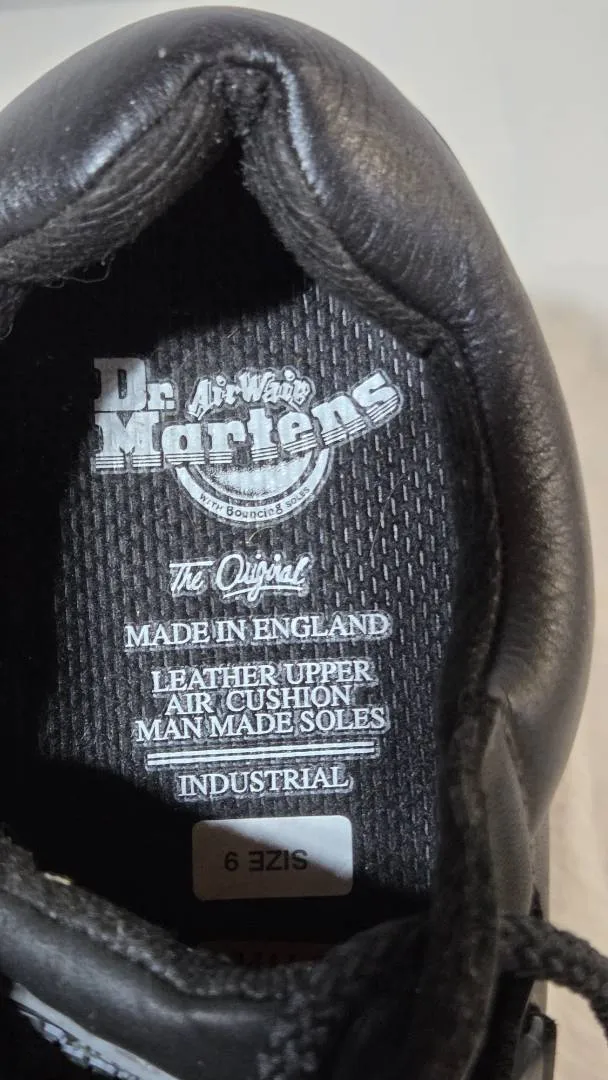 Dr. AirWair
Martens
WITH Bouncing SOLES
The Original
MADE IN ENGLAND
LEATHER UPPER
AIR CUSHION
MAN MADE SOLES
INDUSTRIAL
SIZE 9